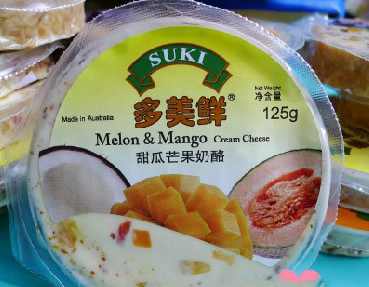 SUKI
多美鲜®
Net Weight
净含量
125g
Made in Australia
Melon & Mango Cream Cheese
甜瓜芒果奶酪